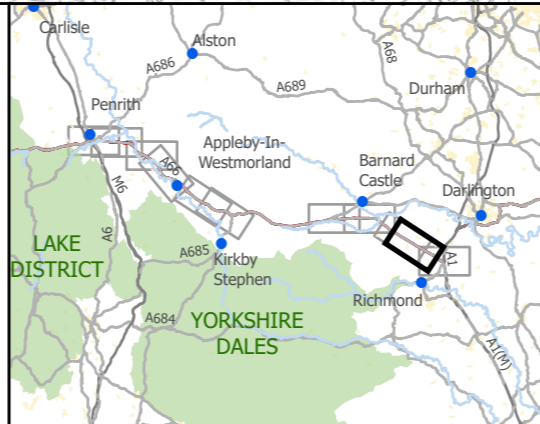 Carlisle
Alston
A68
A686
A689
Durham
Penrith
Appleby-In-
Westmorland
Barnard
Castle
Darlington
A66
M6
LAKE
DISTRICT
A6
A685
Kirkby
Stephen
A1
Richmond
A684
YORKSHIRE
DALES
A1(M)